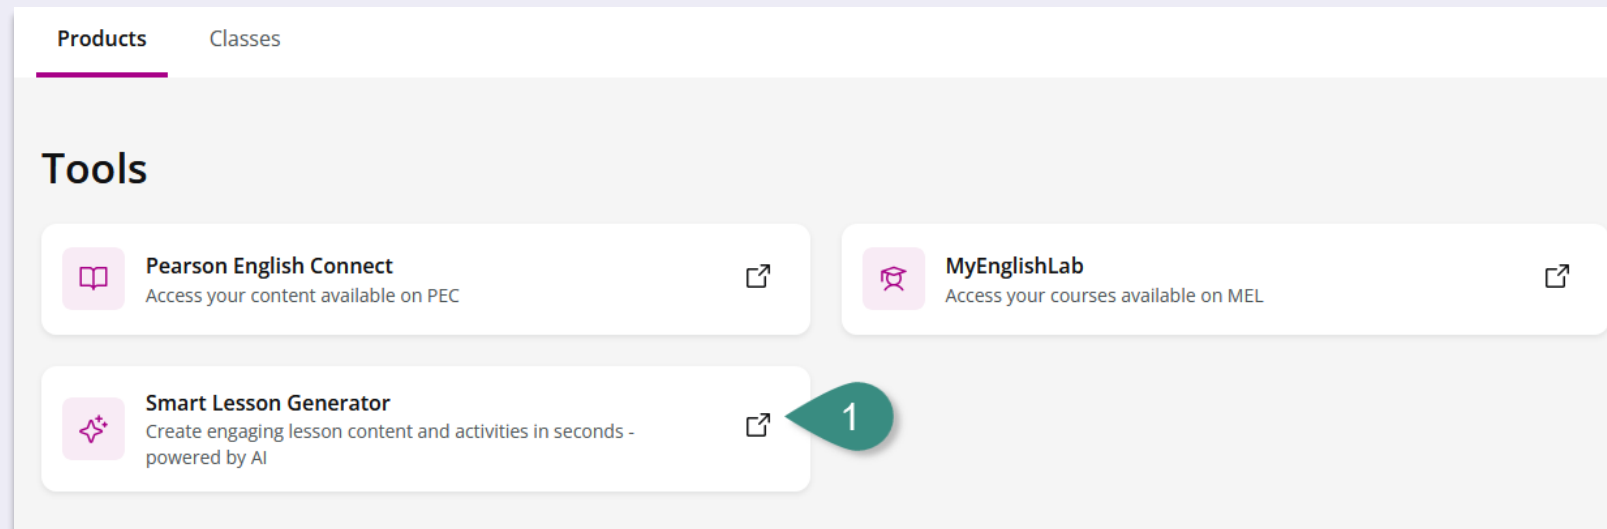 Products
Classes
Tools
Pearson English Connect
Access your content available on PEC
MyEnglishLab
Access your courses available on MEL
Smart Lesson Generator
Create engaging lesson content and activities in seconds -
powered by AI
1